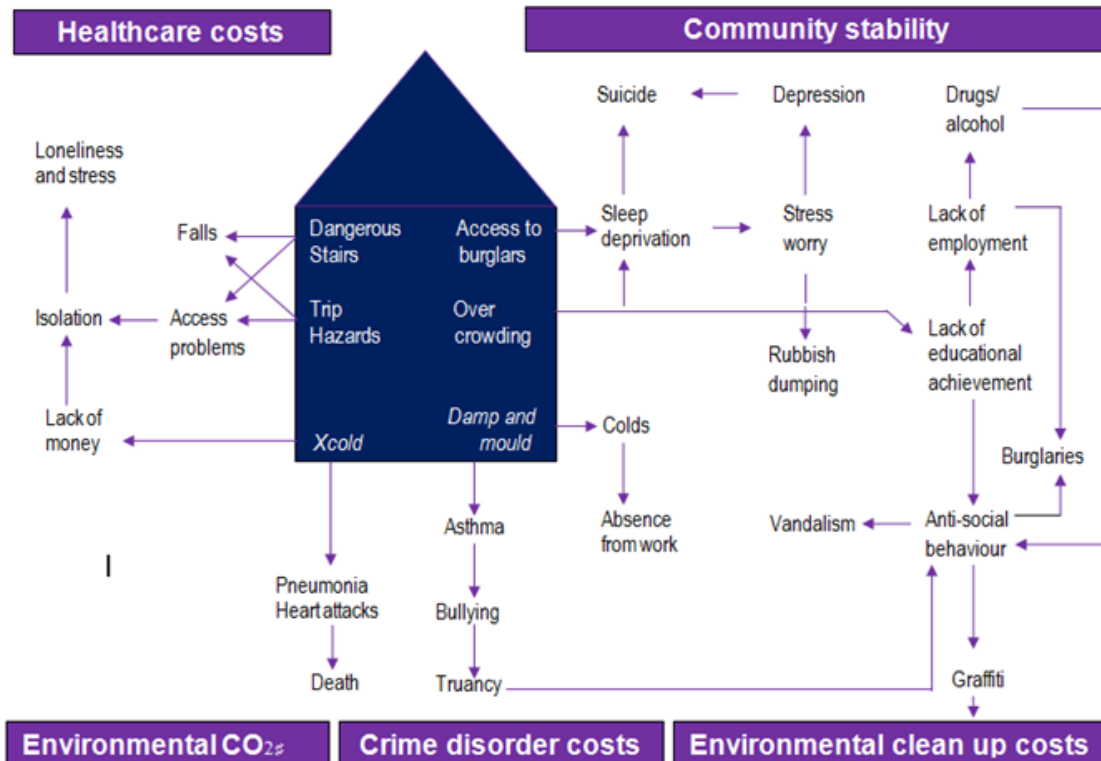 Healthcare costs
Community stability
Suicide
Depression
Drugs/
alcohol
Loneliness
and stress
Falls
Dangerous
Stairs
Access to
burglars
Sleep
deprivation
Stress
worry
Lack of
employment
Isolation
Access
problems
Trip
Hazards
Over
crowding
Rubbish
dumping
Lack of
educational
achievement
Lack of
money
Xcold
Damp and
mould
Colds
Burglaries
Asthma
Absence
from work
Vandalism
Anti-social
behaviour
Pneumonia
Heart attacks
Bullying
Death
Truancy
Graffiti
Environmental CO₂
Crime disorder costs
Environmental clean up costs